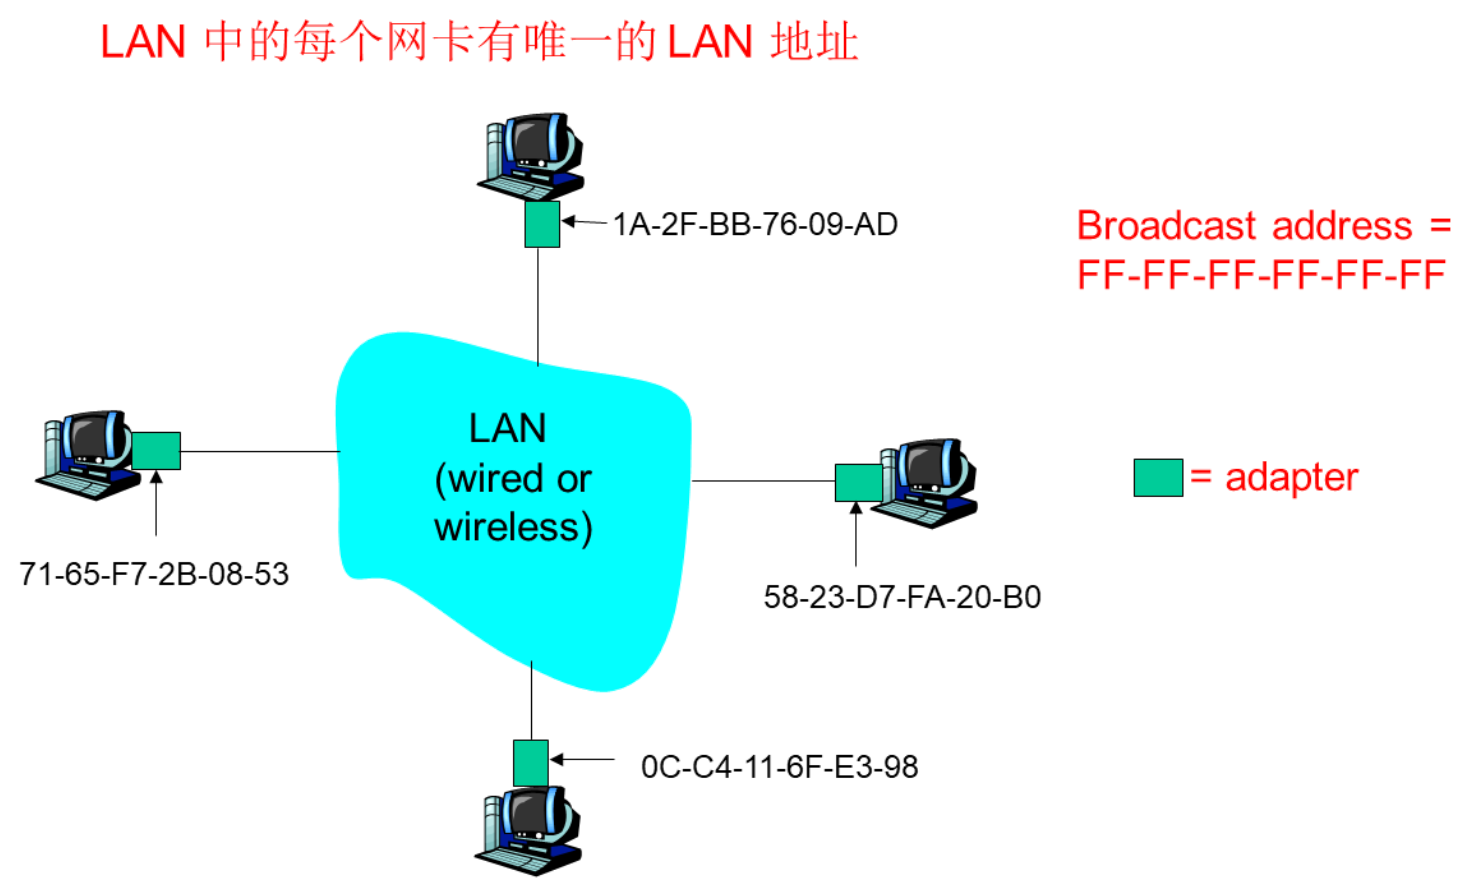 LAN 中的每个网卡有唯一的 LAN 地址
1A-2F-BB-76-09-AD
Broadcast address =
FF-FF-FF-FF-FF-FF
LAN
(wired or
wireless)
= adapter
71-65-F7-2B-08-53
58-23-D7-FA-20-B0
0C-C4-11-6F-E3-98